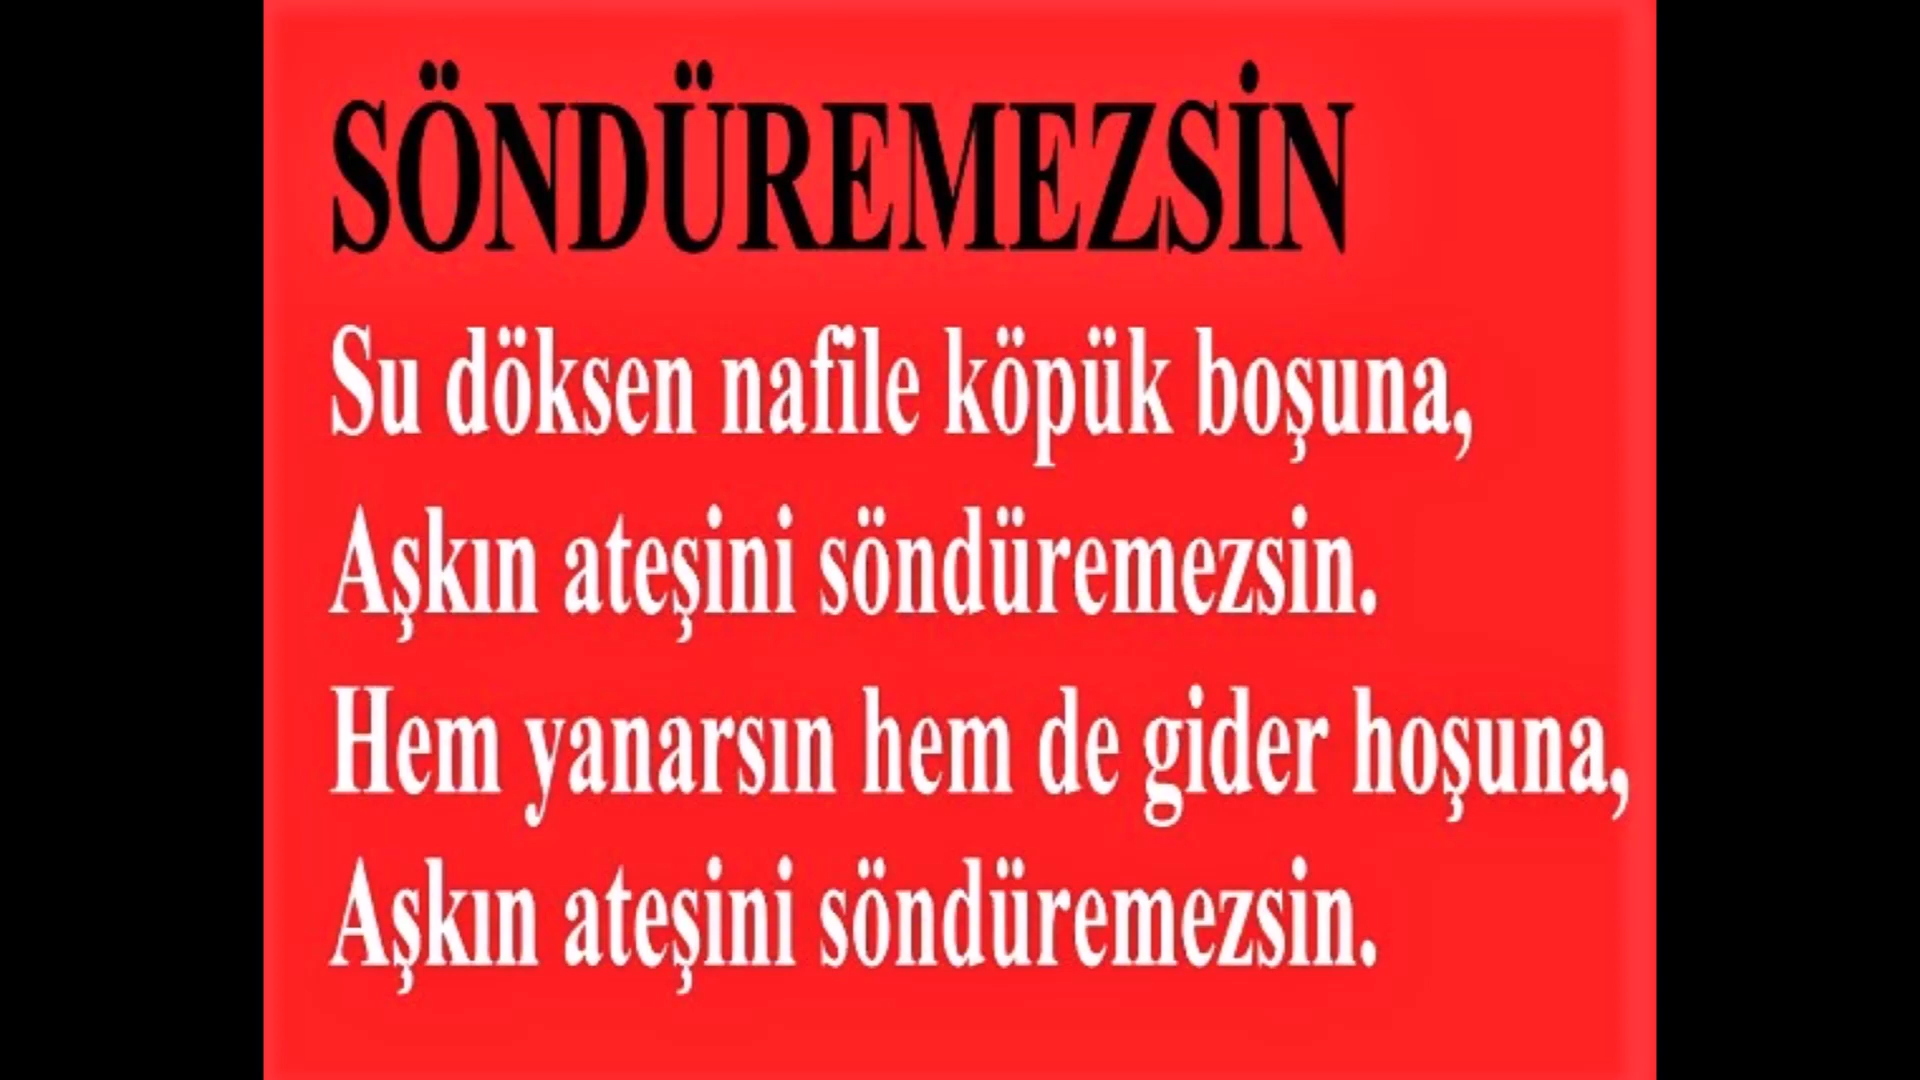 SÖNDÜREMEZSİN
Su döksen nafile köpük boşuna,
Aşkın ateşini söndüremezsin.
Hem yanarsın hem de gider hoşuna,
Aşkın ateşini söndüremezsin.